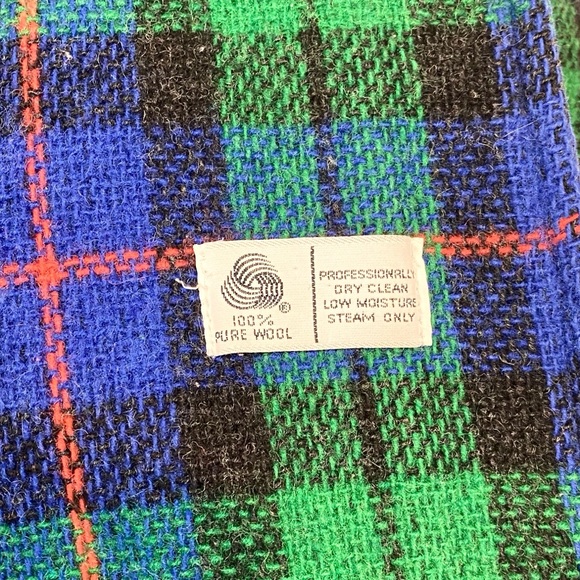 ®
100%
PURE WOOL
PROFESSIONALLY
DRY CLEAN
LOW MOISTURE
STEAM ONLY